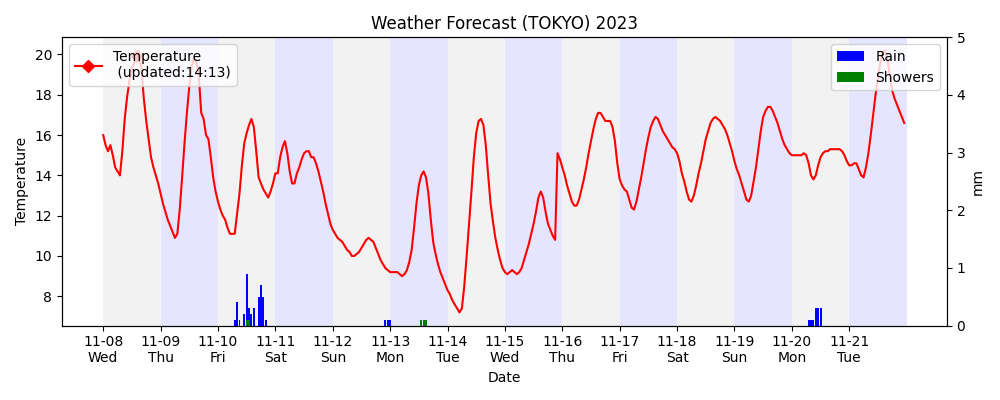 Weather Forecast (TOKYO) 2023
Temperature
(updated:14:13)
Rain
Showers
Temperature
20
18
16
14
12
10
8
5
4
3
2
1
0
mm
11-08 11-09 11-10 11-11 11-12 11-13 11-14 11-15 11-16 11-17 11-18 11-19 11-20 11-21
Wed Thu Fri Sat Sun Mon Tue Wed Thu Fri Sat Sun Mon Tue
Date